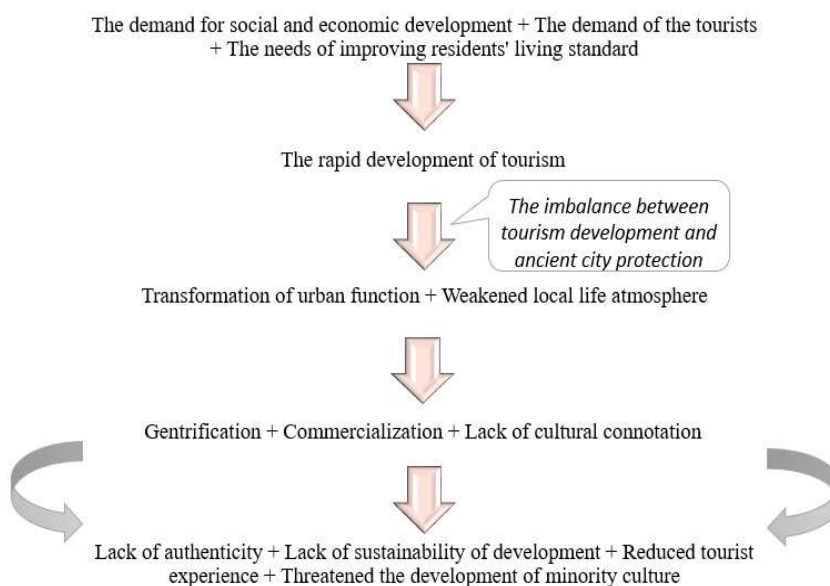 The demand for social and economic development + The demand of the tourists
+ The needs of improving residents' living standard
The rapid development of tourism
The imbalance between
tourism development and
ancient city protection
Transformation of urban function + Weakened local life atmosphere
Gentrification + Commercialization + Lack of cultural connotation
Lack of authenticity + Lack of sustainability of development + Reduced tourist
experience + Threatened the development of minority culture